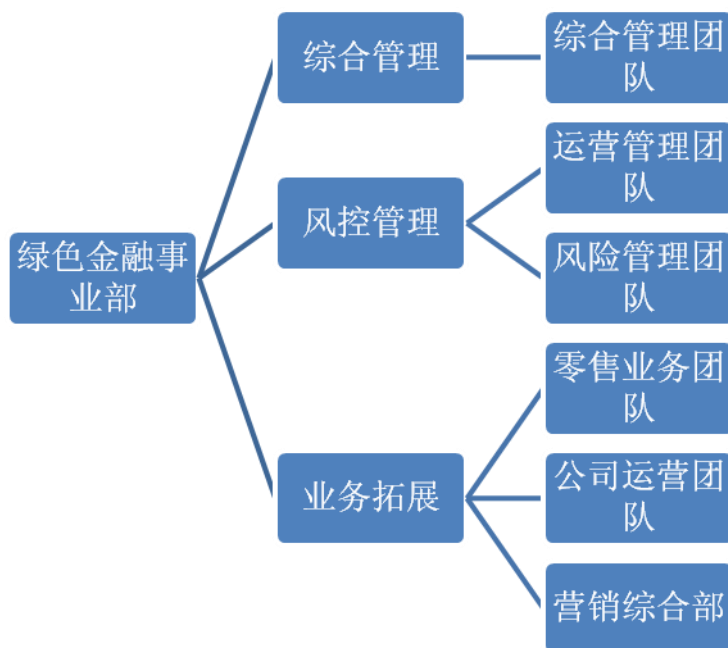 综合管理
综合管理团
队
运营管理团
队
风控管理
绿色金融事
业部
风险管理团
队
零售业务团
队
业务拓展
公司运营团
队
营销综合部